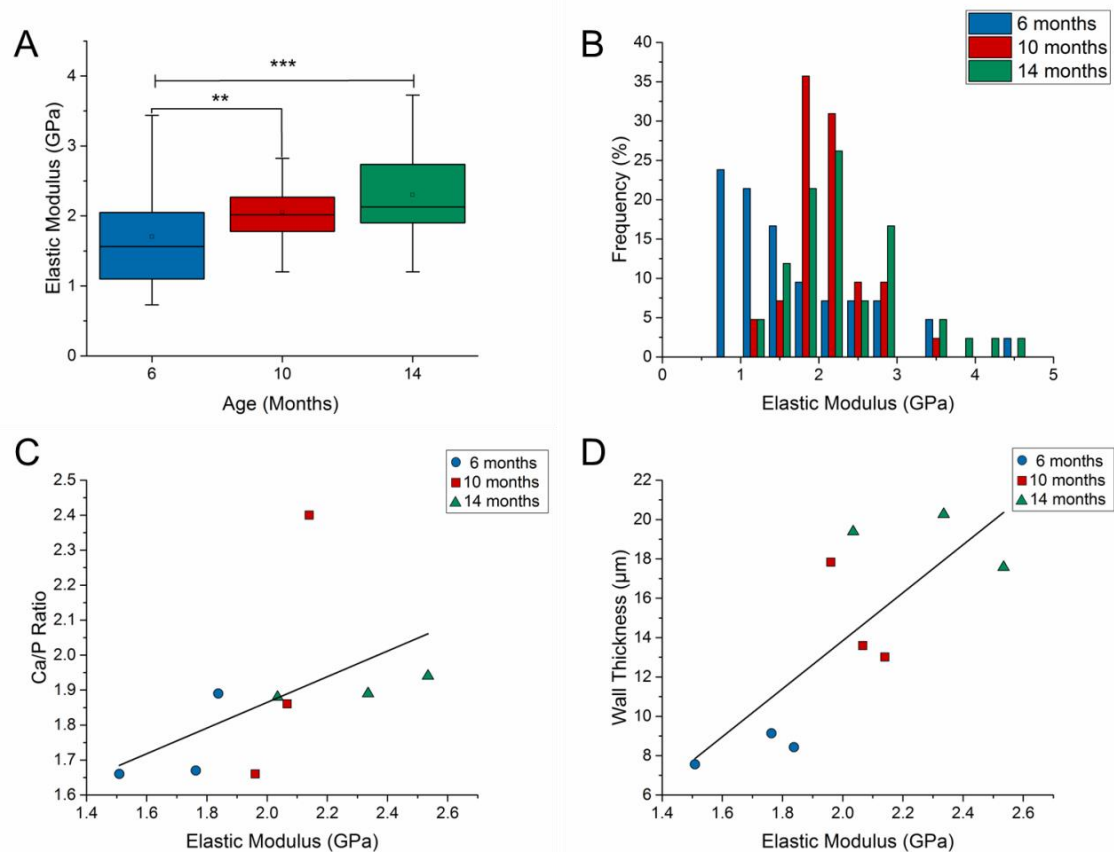 A
Elastic Modulus (GPa)
4
3
2
1
0
***
**
6
10
14
Age (Months)
B
6 months
10 months
14 months
Frequency (%)
40
35
30
25
20
15
10
5
0
0
1
2
3
4
5
Elastic Modulus (GPa)
C
6 months
10 months
14 months
Ca/P Ratio
2.5
2.4
2.3
2.2
2.1
2.0
1.9
1.8
1.7
1.6
1.4
1.6
1.8
2.0
2.2
2.4
2.6
Elastic Modulus (GPa)
D
6 months
10 months
14 months
Wall Thickness (µm)
22
20
18
16
14
12
10
8
6
1.4
1.6
1.8
2.0
2.2
2.4
2.6
Elastic Modulus (GPa)